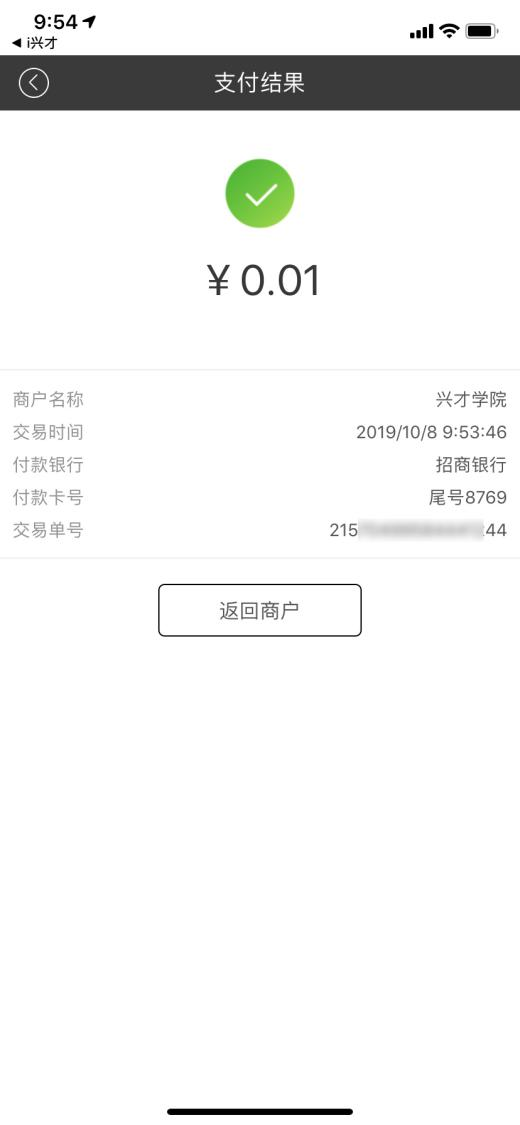 9:54
◀ i兴才
支付结果
¥ 0.01
商户名称 兴才学院
交易时间 2019/10/8 9:53:46
付款银行 招商银行
付款卡号 尾号8769
交易单号 215 44
返回商户